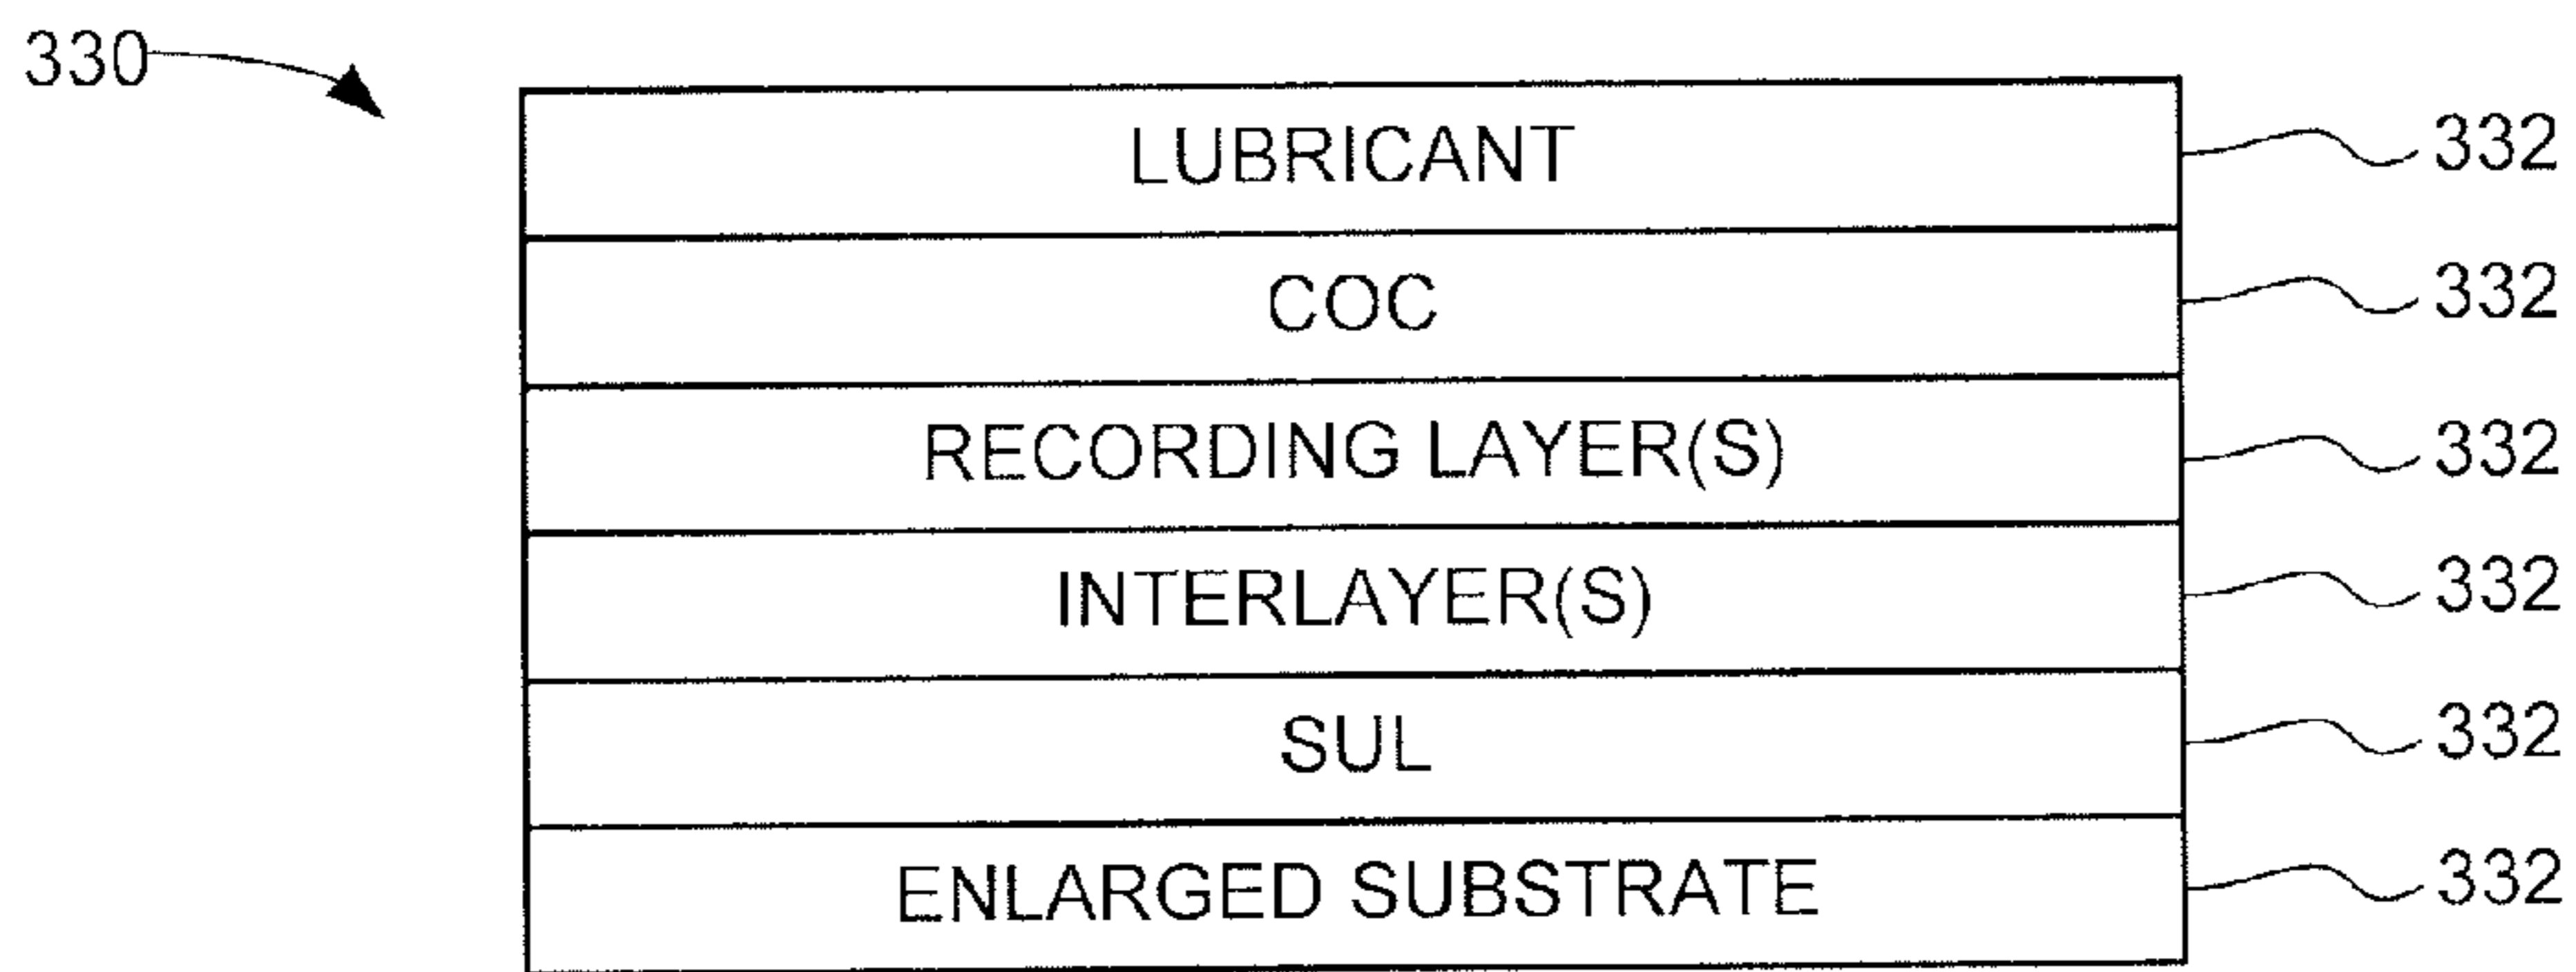 330
LUBRICANT 332
COC 332
RECORDING LAYER(S) 332
INTERLAYER(S) 332
SUL 332
ENLARGED SUBSTRATE 332